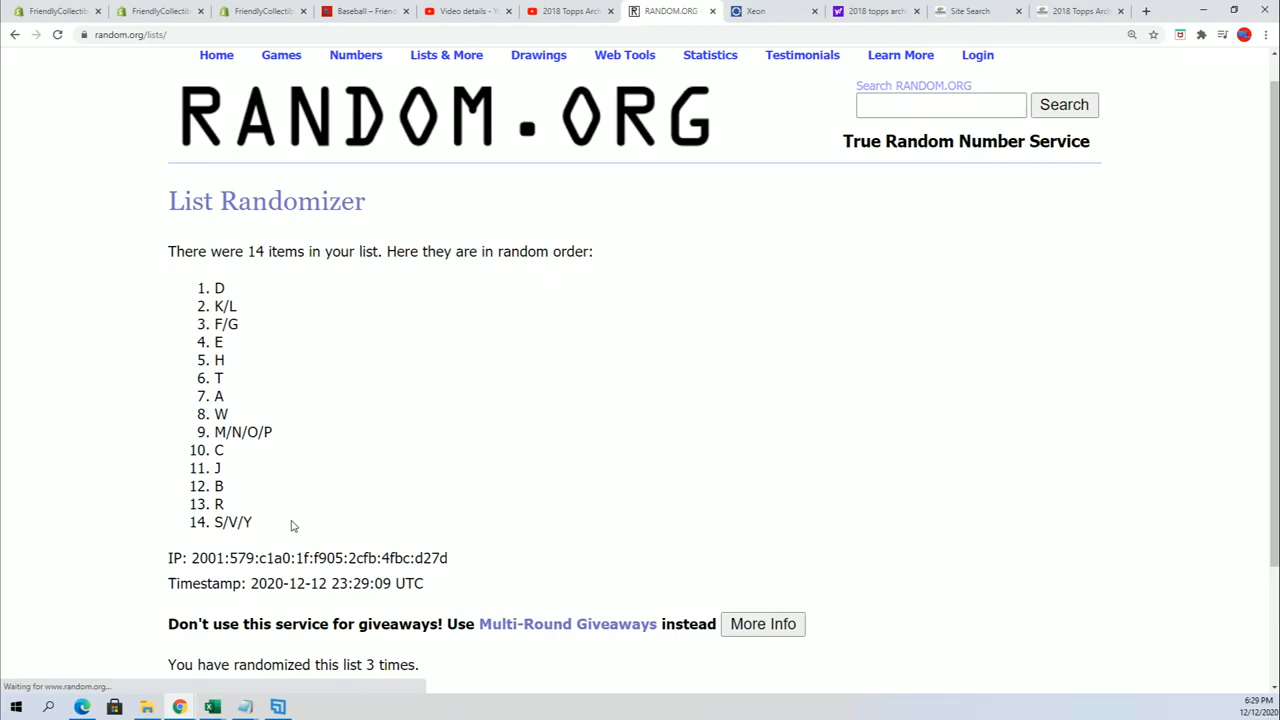 FriendlyCollectib
FriendlyCollectib
FriendlyCollectib
Baseball – Friend
Video details - Y
2018 Topps Arch
RANDOM.ORG -
Xeno
2018 topps arche
Site Search
2018 Topps Arch
random.org/lists/
Home Games Numbers Lists & More Drawings Web Tools Statistics Testimonials Learn More Login
RANDOM.ORG
Search RANDOM.ORG
Search
True Random Number Service
List Randomizer
There were 14 items in your list. Here they are in random order:
1. D
2. K/L
3. F/G
4. E
5. H
6. T
7. A
8. W
9. M/N/O/P
10. C
11. J
12. B
13. R
14. S/V/Y
IP: 2001:579:c1a0:1f:f905:2cfb:4fbc:d27d
Timestamp: 2020-12-12 23:29:09 UTC
Don't use this service for giveaways! Use Multi-Round Giveaways instead More Info
You have randomized this list 3 times.
Waiting for www.random.org...
6:29 PM
12/12/2020